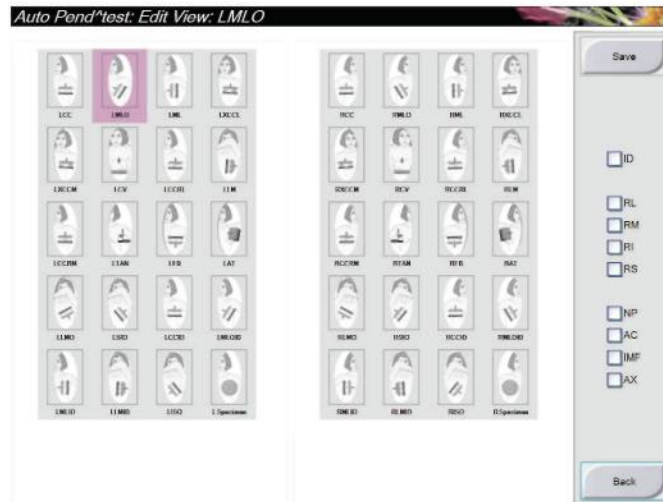 Auto Pend^test: Edit View: LMLO
LCC LMLO LML LXCCL
LXCCM LCV LCCRL LLM
LCCRM LTAN LFB LAT
LLMO LSIO LCCID LMLOID
LMLID LLMID LISO L Specimen
RCC RMLO RML RXCCL
RXCCM RCV RCCRL RLM
RCCRM RTAN RFB RAT
RLMO RSIO RCCID RMLOID
RMLID RLMID RISO R Specimen
Save
ID
RL
RM
RI
RS
NP
AC
IMF
AX
Back